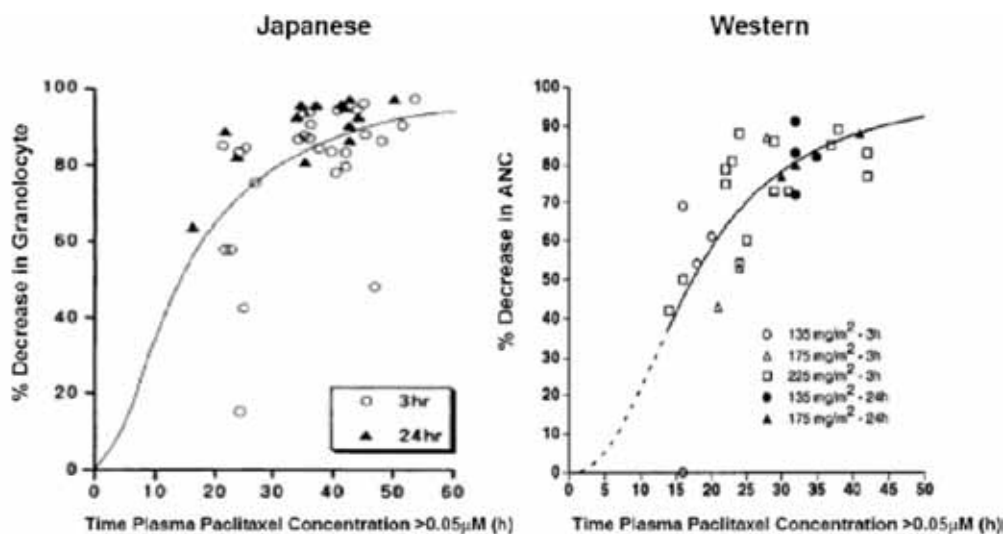 Japanese
Western
% Decrease in Granolocyte
100
80
60
40
20
0
0 10 20 30 40 50 60
Time Plasma Paclitaxel Concentration >0.05µM (h)
3hr
24hr
% Decrease in ANC
100
90
80
70
60
50
40
30
20
10
0
0 5 10 15 20 25 30 35 40 45 50
Time Plasma Paclitaxel Concentration >0.05µM (h)
135 mg/m² - 3h
175 mg/m² - 3h
225 mg/m² - 3h
135 mg/m² - 24h
175 mg/m² - 24h